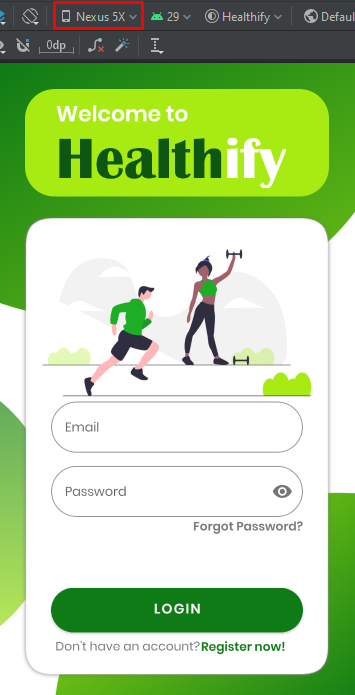 Nexus 5X 29 Healthify Defaul
0dp
Welcome to
Healthify
Email
Password
Forgot Password?
LOGIN
Don't have an account?Register now!